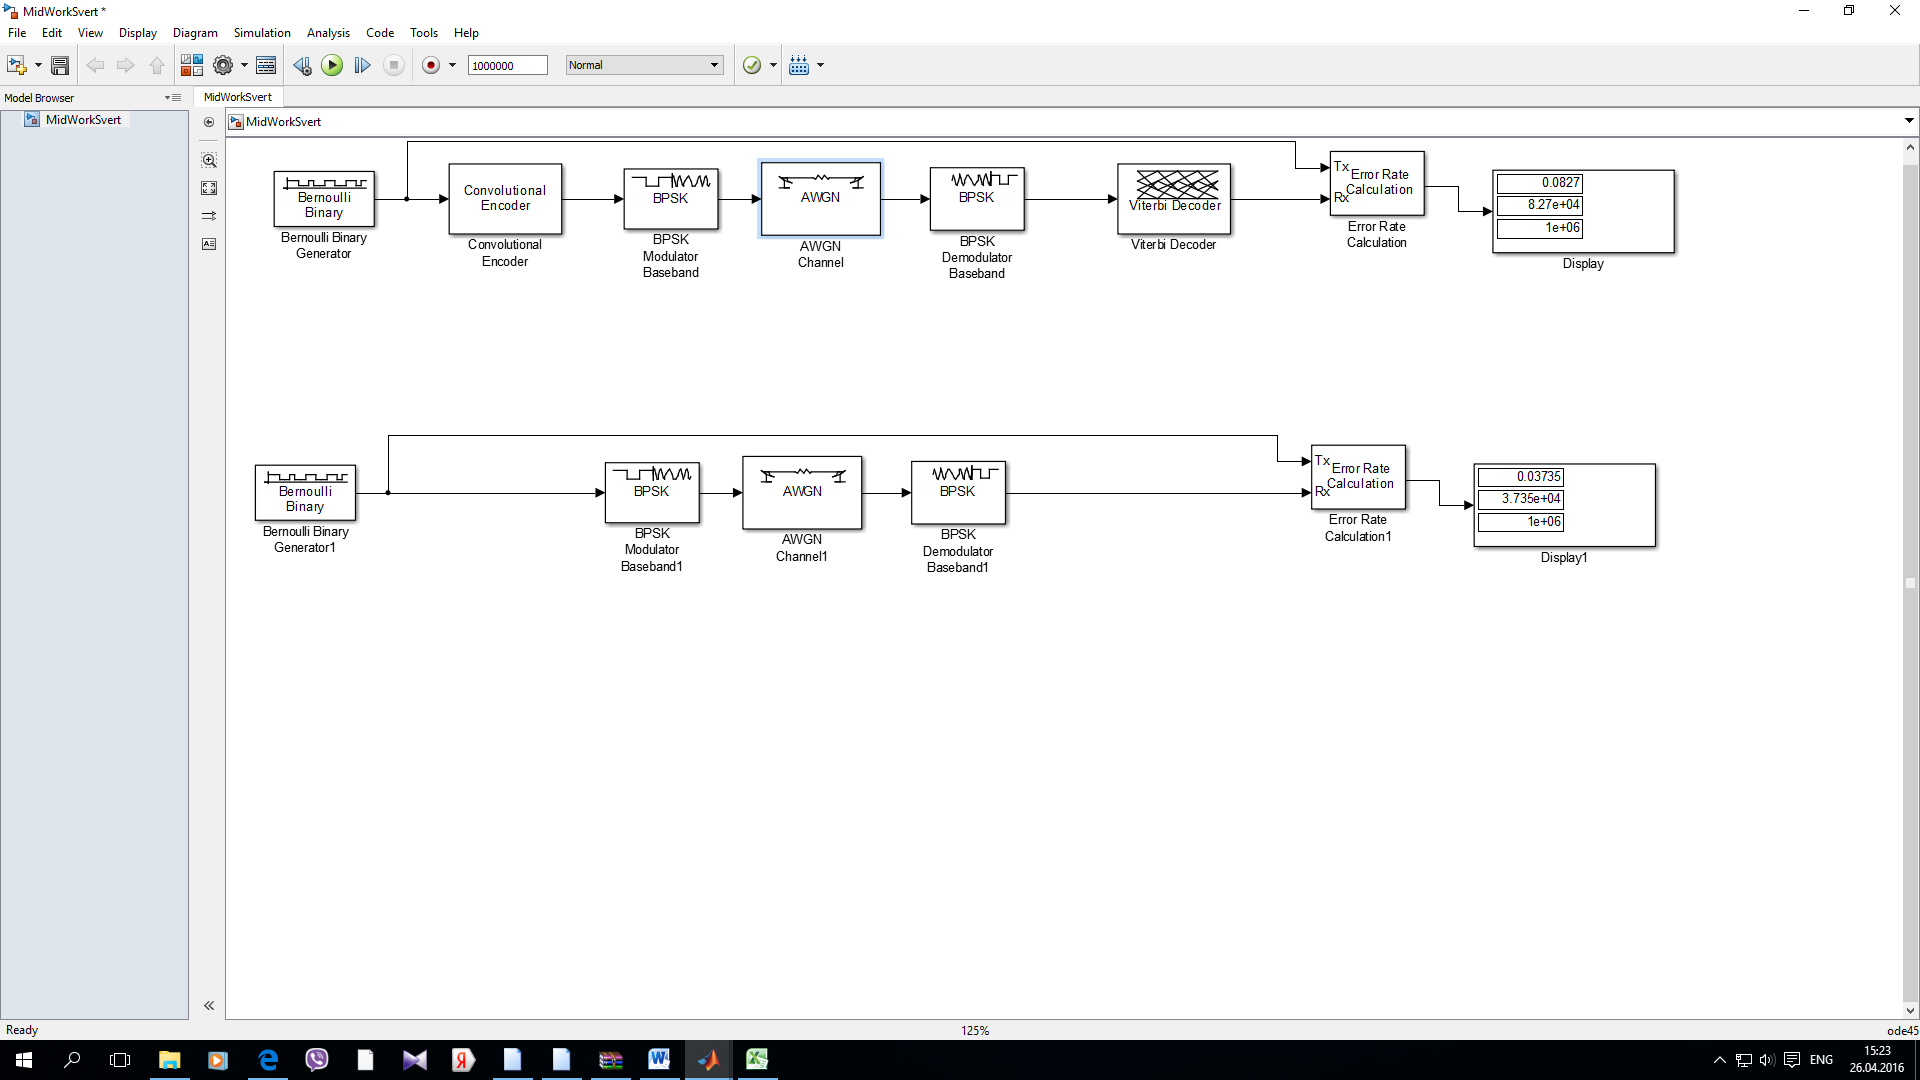 MidWorkSvert *
File Edit View Display Diagram Simulation Analysis Code Tools Help
1000000 Normal
Model Browser
MidWorkSvert
MidWorkSvert
MidWorkSvert
Bernoulli
Binary
Bernoulli Binary
Generator
Convolutional
Encoder
Convolutional
Encoder
BPSK
BPSK
Modulator
Baseband
AWGN
AWGN
Channel
BPSK
BPSK
Demodulator
Baseband
Viterbi Decoder
Viterbi Decoder
Tx
Rx
Error Rate
Calculation
Error Rate
Calculation
0.0827
8.27e+04
1e+06
Display
Bernoulli
Binary
Bernoulli Binary
Generator1
BPSK
BPSK
Modulator
Baseband1
AWGN
AWGN
Channel1
BPSK
BPSK
Demodulator
Baseband1
Tx
Rx
Error Rate
Calculation
Error Rate
Calculation1
0.03735
3.735e+04
1e+06
Display1
Ready 125% ode45
ENG
15:23
26.04.2016